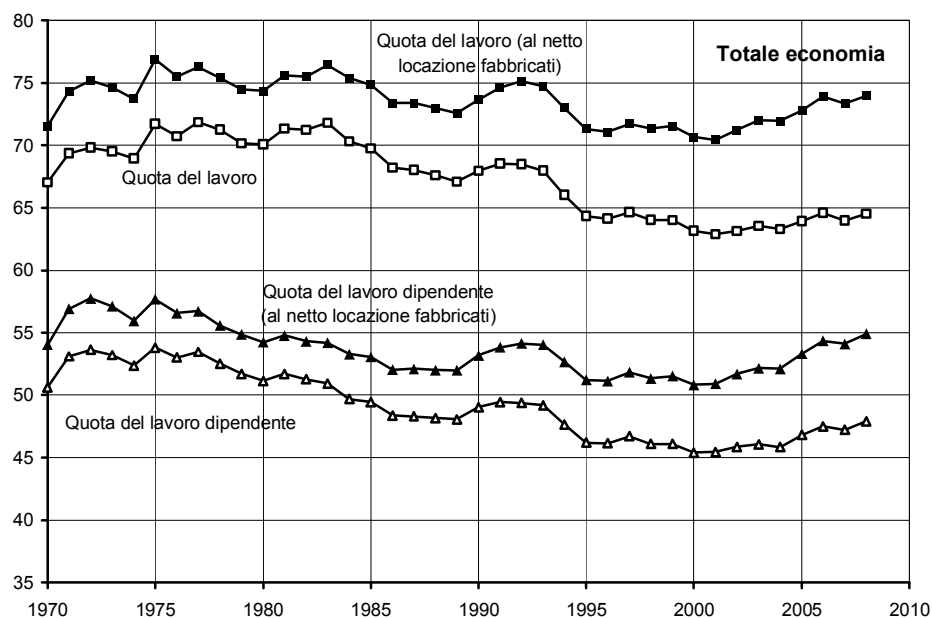 80
75
70
65
60
55
50
45
40
35
Quota del lavoro (al netto
locazione fabbricati)
Totale economia
Quota del lavoro
Quota del lavoro dipendente
(al netto locazione fabbricati)
Quota del lavoro dipendente
1970 1975 1980 1985 1990 1995 2000 2005 2010